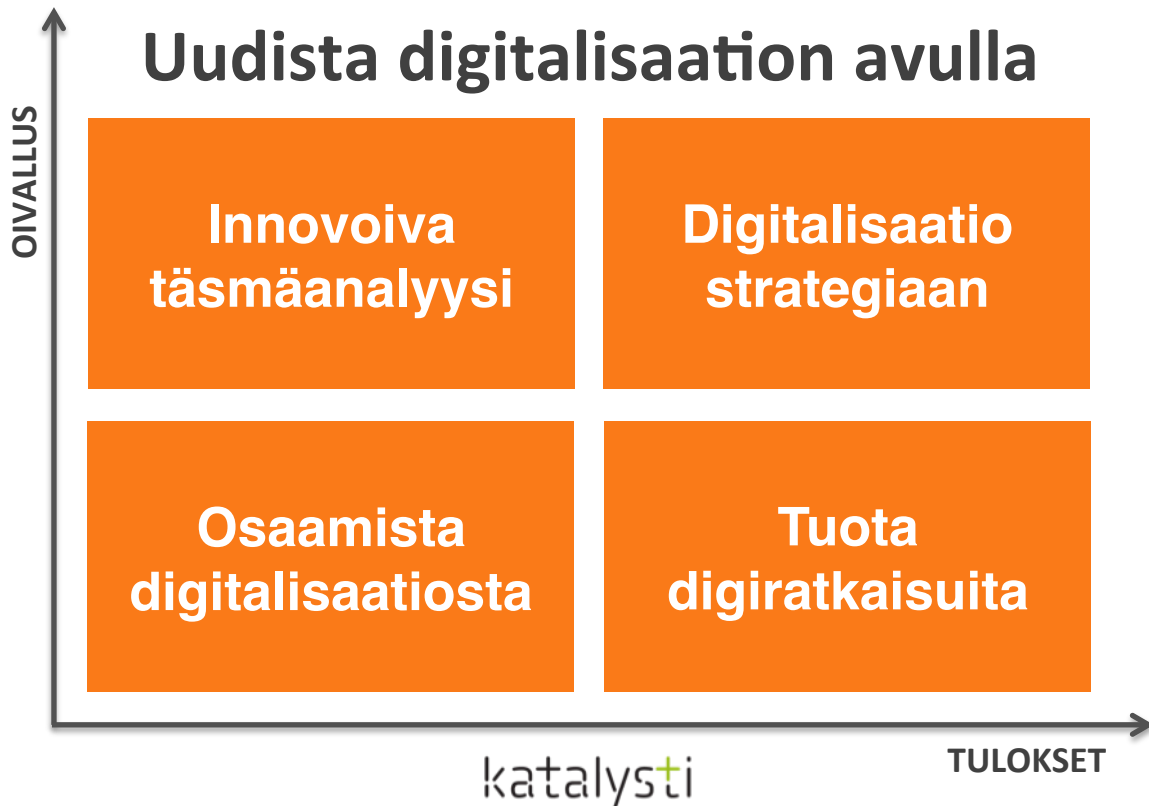 Uudista digitalisaation avulla
OIVALLUS
Innovoiva
täsmäanalyysi
Digitalisaatio
strategiaan
Osaamista
digitalisaatiosta
Tuota
digiratkaisuita
TULOKSET
katalysti